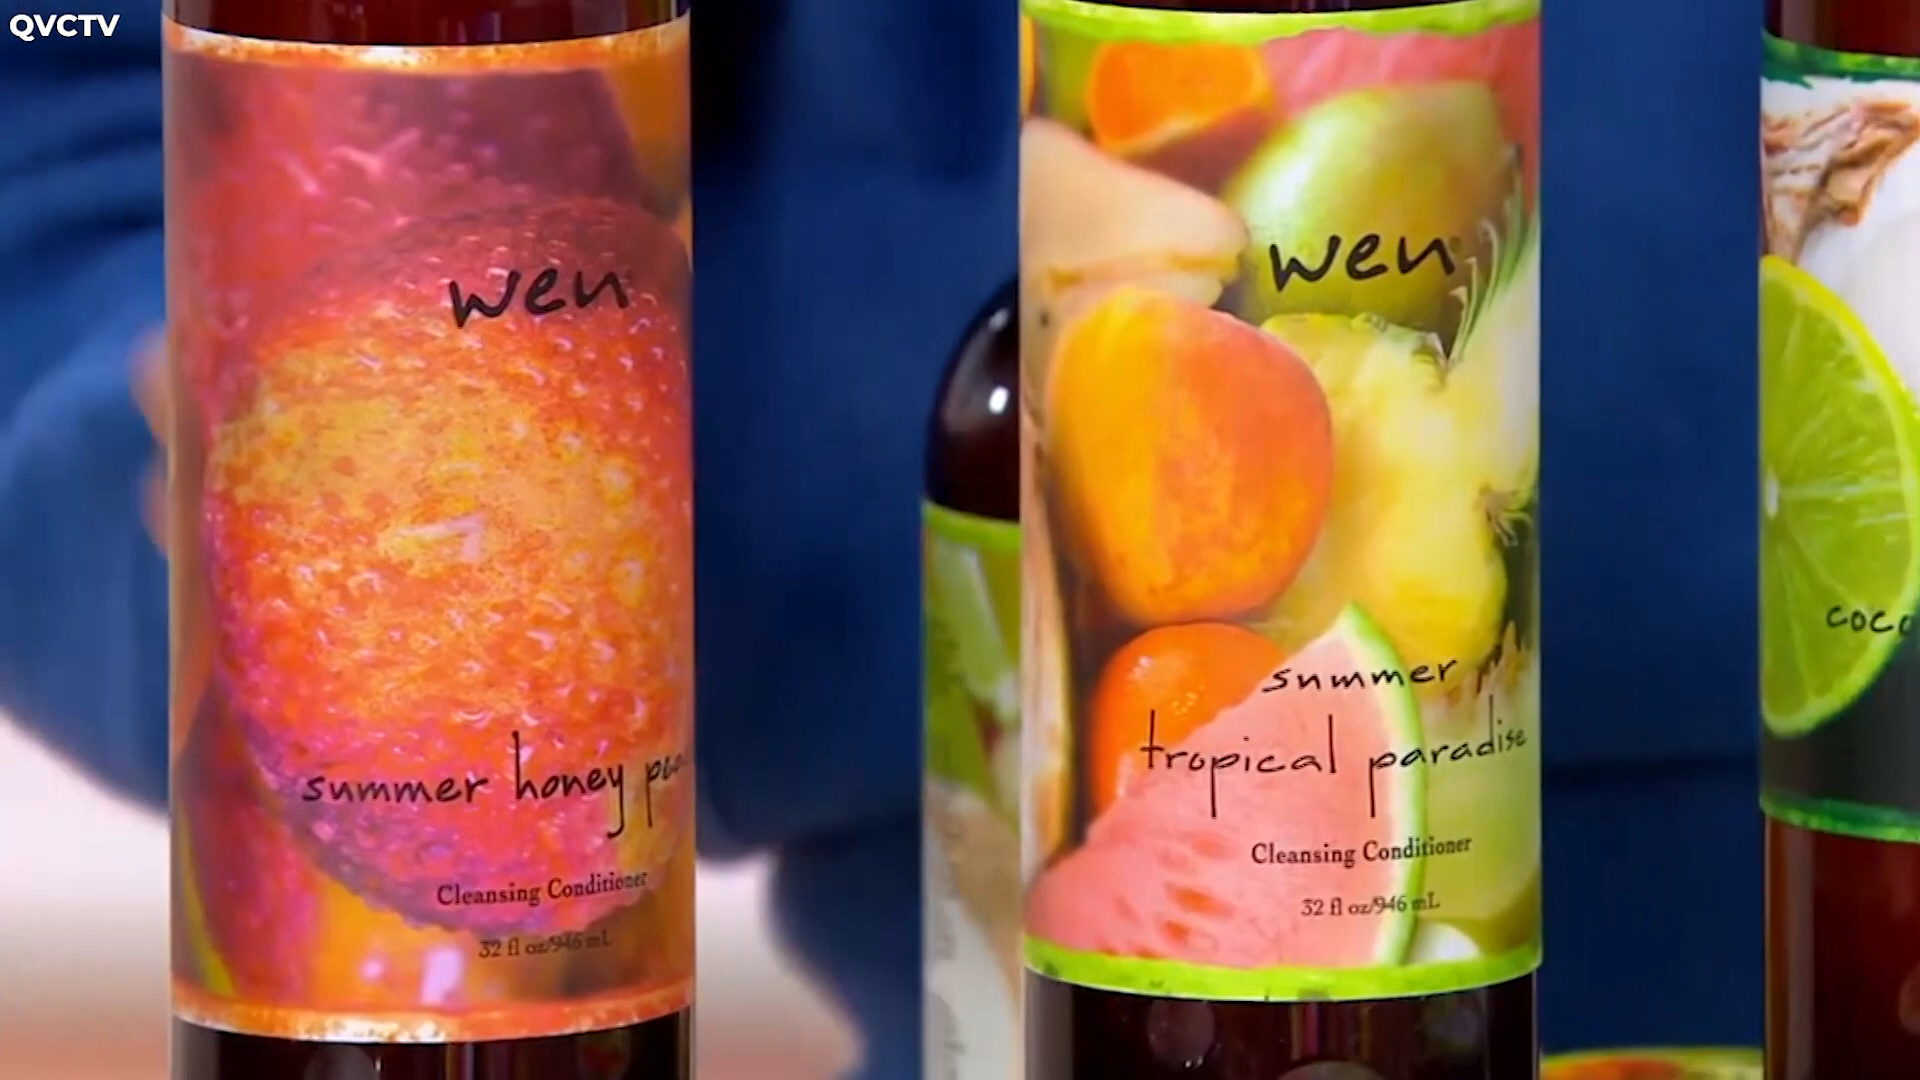 QVCTV
wen
summer honey
Cleansing Conditioner
32 fl oz/946 mL
wen
summer
tropical paradise
Cleansing Conditioner
32 fl oz/946 mL